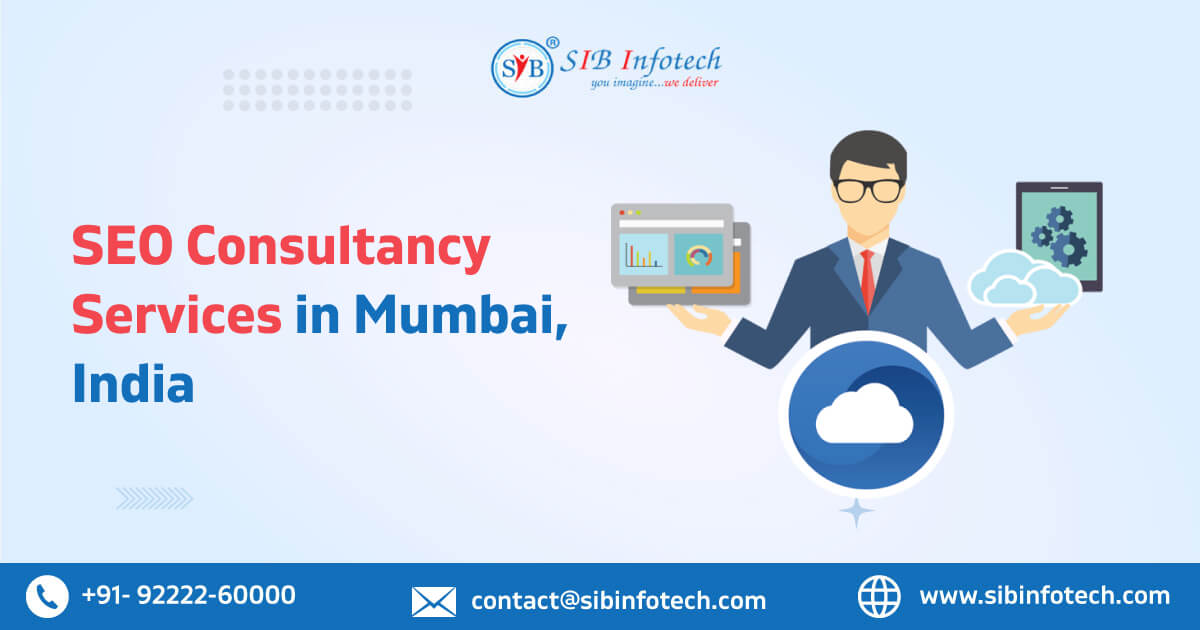 SYB
®
SIB Infotech
you imagine...we deliver
SEO Consultancy
Services in Mumbai,
India
+91- 92222-60000
contact@sibinfotech.com
www.sibinfotech.com